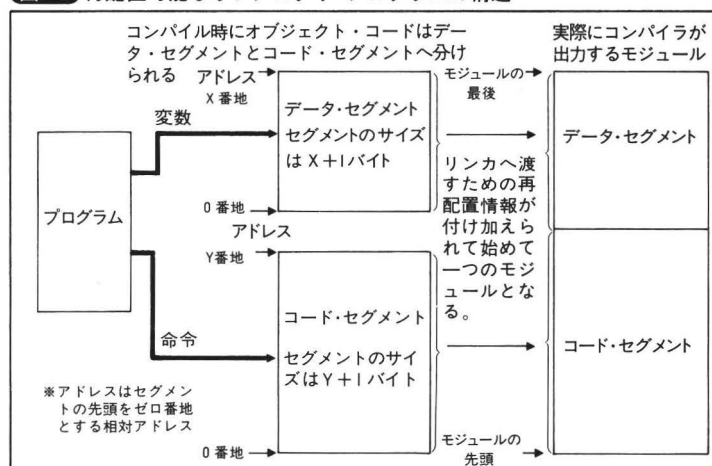 コンパイル時にオブジェクト・コードはデー
タ・セグメントとコード・セグメントへ分け
られる
実際にコンパイラが
出力するモジュール
アドレス
X番地
モジュールの
最後
変数
データ・セグメント
セグメントのサイズ
はX+1バイト
データ・セグメント
プログラム
0番地
アドレス
Y番地
リンカへ渡
すための再
配置情報が
付け加えら
れて始めて
一つのモジ
ュールとな
る。
コード・セグメント
セグメントのサイ
ズはY+1バイト
コード・セグメント
命令
※アドレスはセグメン
トの先頭をゼロ番地
とする相対アドレス
0番地
モジュールの
先頭